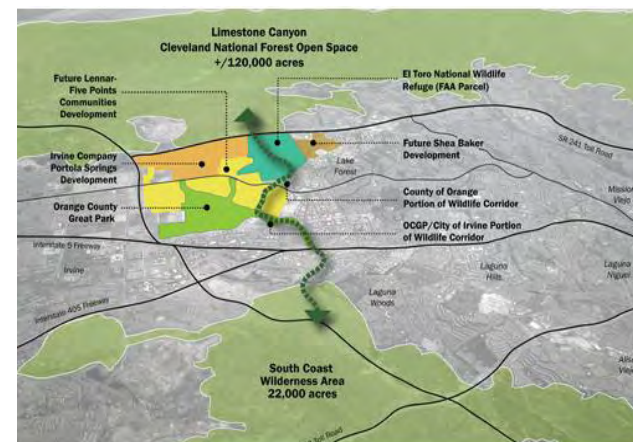 Limestone Canyon
Cleveland National Forest Open Space
+/120,000 acres
Future Lennar-
Five Points
Communities
Development
El Toro National Wildlife
Refuge (FAA Parcel)
Irvine Company
Portola Springs
Development
Future Shea Baker
Development
SR 241 Toll Road
Lake
Forest
County of Orange
Portion of Wildlife Corridor
Mission
Viejo
Orange County
Great Park
OCGP/City of Irvine Portion
of Wildlife Corridor
Interstate 5 Freeway
Irvine
Laguna
Hills
Laguna
Niguel
Laguna
Woods
Interstate 405 Freeway
South Coast
Wilderness Area
22,000 acres
Toll Road